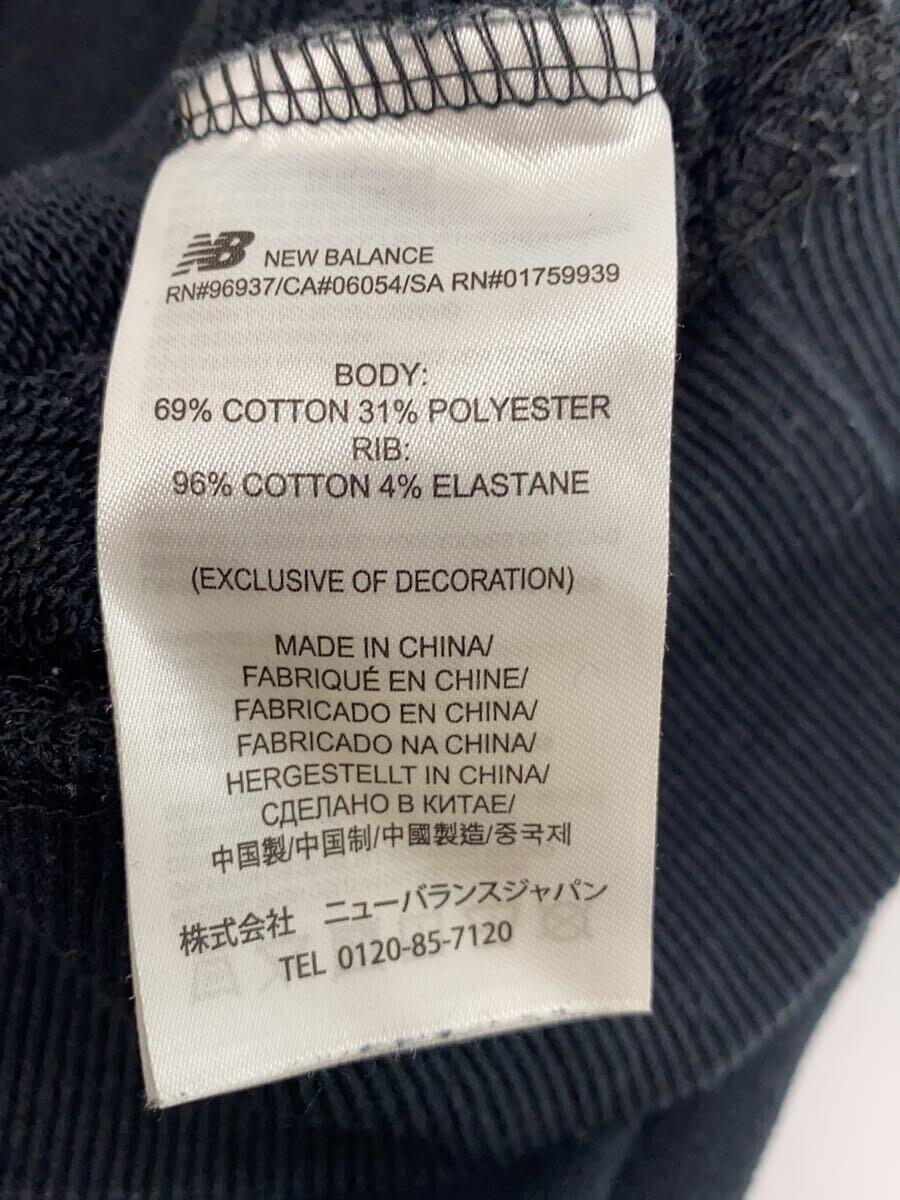 NB NEW BALANCE
RN#96937/CA#06054/SA RN#01759939
BODY:
69% COTTON 31% POLYESTER
RIB:
96% COTTON 4% ELASTANE
(EXCLUSIVE OF DECORATION)
MADE IN CHINA/
FABRIQUÉ EN CHINE/
FABRICADO EN CHINA/
FABRICADO NA CHINA/
HERGESTELLT IN CHINA/
СДЕЛАНО В КИТАЕ/
中国製/中国制/中國製造/중국제
株式会社 ニューバランスジャパン
TEL 0120-85-7120